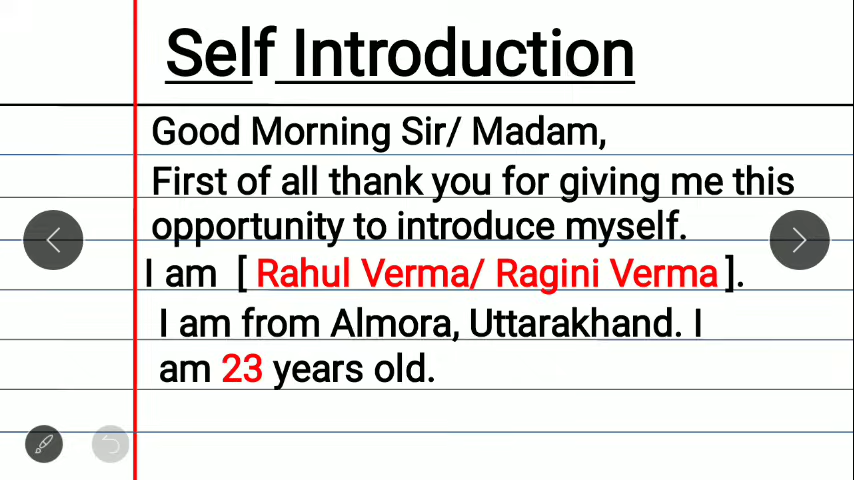 Self Introduction
Good Morning Sir/ Madam,
First of all thank you for giving me this
opportunity to introduce myself.
I am [ Rahul Verma/ Ragini Verma ].
I am from Almora, Uttarakhand. I
am 23 years old.